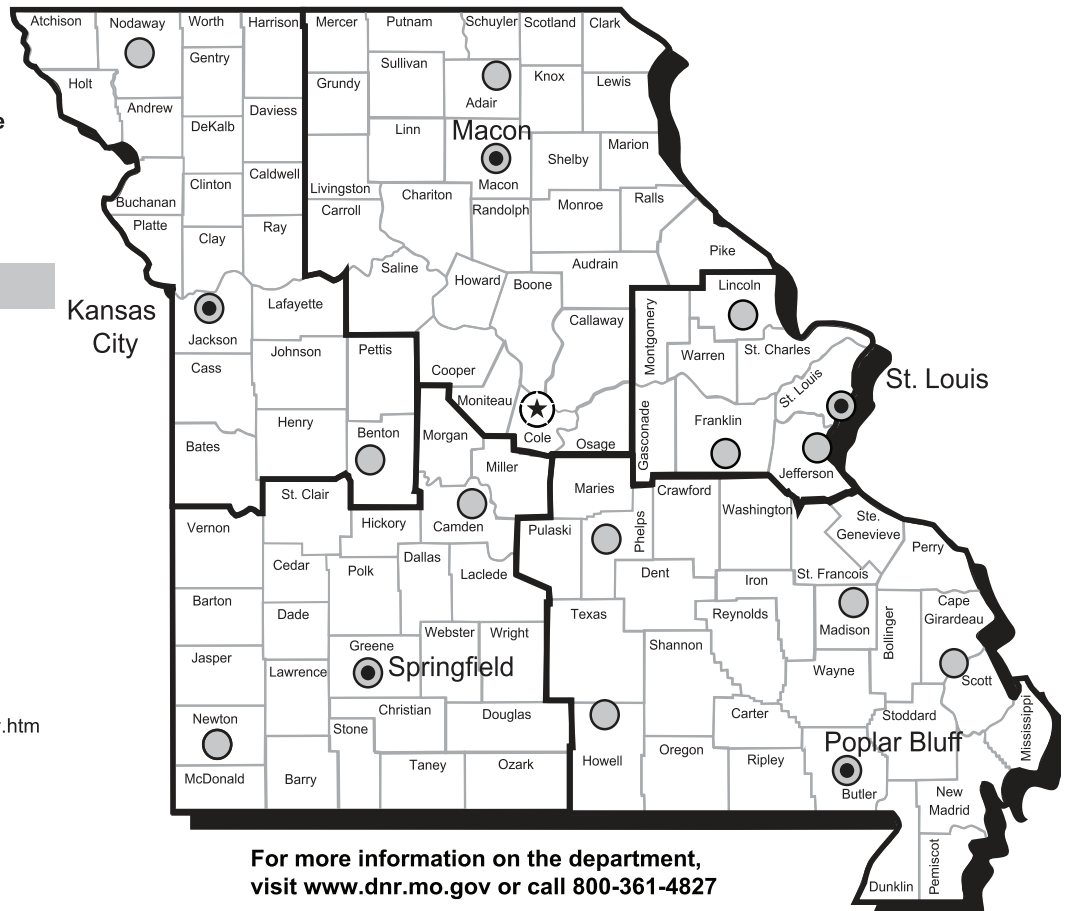 Atchison
Nodaway
Worth
Harrison
Mercer
Putnam
Schuyler
Scotland
Clark
Gentry
Sullivan
Holt
Grundy
Knox
Lewis
Andrew
Daviess
Adair
e
DeKalb
Linn
Macon
Marion
Shelby
Caldwell
Clinton
Livingston
Macon
Chariton
Buchanan
Carroll
Randolph
Monroe
Ralls
Platte
Ray
Clay
Pike
Audrain
Saline
Howard
Boone
Lincoln
Lafayette
Kansas
City
Callaway
Montgomery
Jackson
Johnson
Pettis
Warren
St. Charles
Cass
Cooper
St. Louis
St. Louis
Moniteau
Henry
Benton
Morgan
Cole
Osage
Gasconade
Franklin
Bates
Miller
Jefferson
St. Clair
Maries
Crawford
Washington
Ste.
Genevieve
Vernon
Hickory
Camden
Pulaski
Phelps
Perry
Cedar
Polk
Dallas
Laclede
Dent
Iron
St. Francois
Barton
Dade
Texas
Reynolds
Madison
Bollinger
Cape
Girardeau
Jasper
Greene
Webster
Wright
Shannon
Lawrence
Springfield
Wayne
Scott
Newton
Christian
Douglas
Carter
Stoddard
Mississippi
.htm
Stone
Poplar Bluff
McDonald
Barry
Taney
Ozark
Howell
Oregon
Ripley
Butler
New
Madrid
Pemiscot
Dunklin
For more information on the department,
visit www.dnr.mo.gov or call 800-361-4827